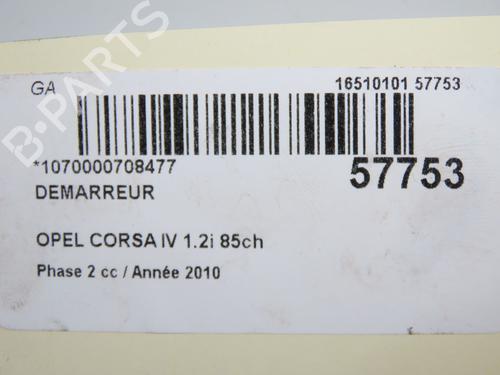 B-PARTS
GA
16510101 57753
*1070000708477
57753
DEMARREUR
OPEL CORSA IV 1.2i 85ch
Phase 2 cc / Année 2010